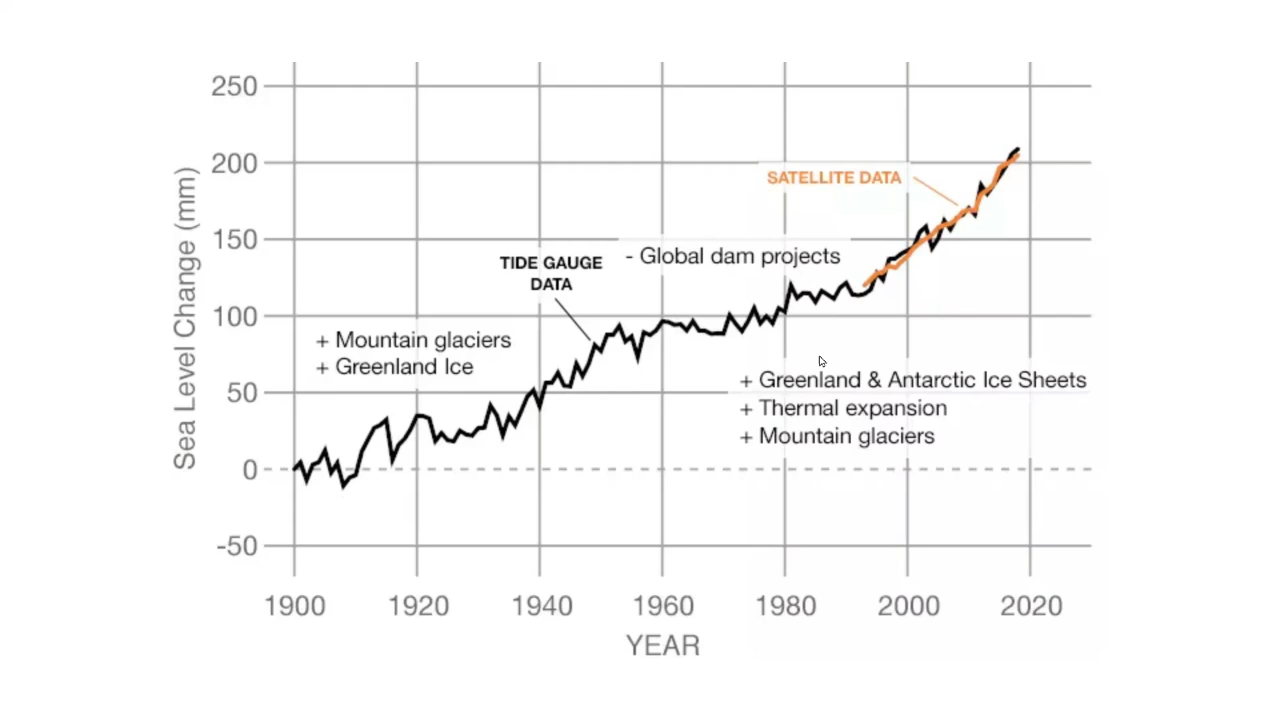 250
200
150
100
50
0
-50
Sea Level Change (mm)
SATELLITE DATA
- Global dam projects
TIDE GAUGE
DATA
+ Mountain glaciers
+ Greenland Ice
+ Greenland & Antarctic Ice Sheets
+ Thermal expansion
+ Mountain glaciers
1900 1920 1940 1960 1980 2000 2020
YEAR